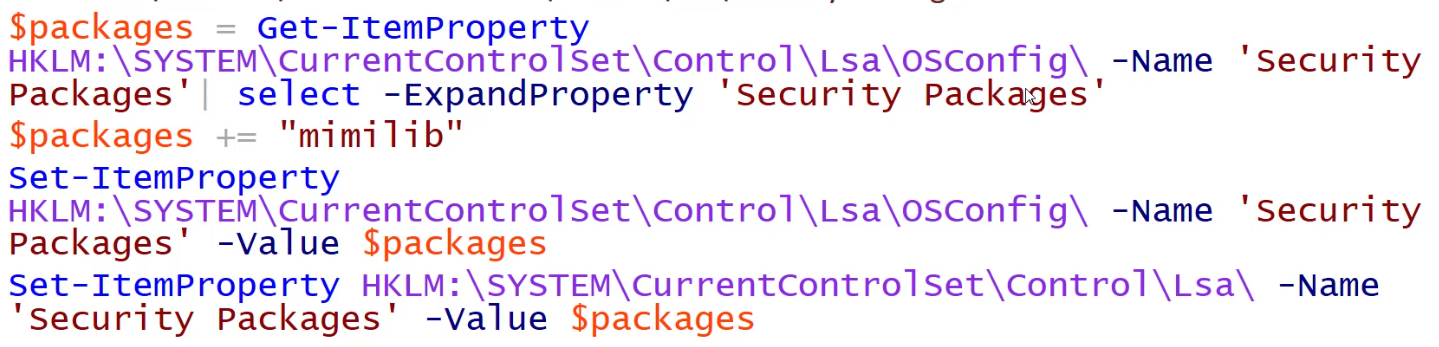 $packages = Get-ItemProperty
HKLM:\SYSTEM\CurrentControlSet\Control\Lsa\OSConfig\ -Name 'Security
Packages'| select -ExpandProperty 'Security Packages'
$packages += "mimilib"
Set-ItemProperty
HKLM:\SYSTEM\CurrentControlSet\Control\Lsa\OSConfig\ -Name 'Security
Packages' -Value $packages
Set-ItemProperty HKLM:\SYSTEM\CurrentControlSet\Control\Lsa\ -Name
'Security Packages' -Value $packages